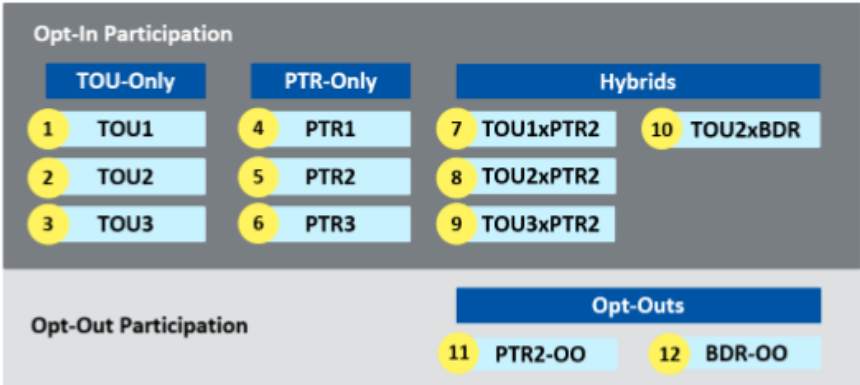 Opt-In Participation
TOU-Only PTR-Only Hybrids
1 TOU1 4 PTR1 7 TOU1xPTR2 10 TOU2xBDR
2 TOU2 5 PTR2 8 TOU2xPTR2
3 TOU3 6 PTR3 9 TOU3xPTR2
Opt-Outs
Opt-Out Participation
11 PTR2-OO 12 BDR-OO